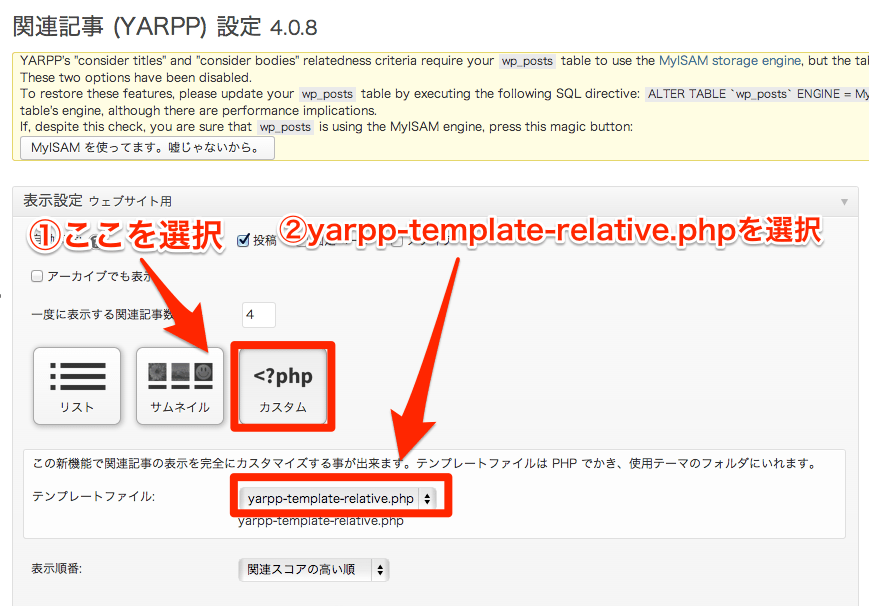 関連記事 (YARPP) 設定 4.0.8
YARPP's "consider titles" and "consider bodies" relatedness criteria require your wp_posts table to use the MyISAM storage engine, but the
These two options have been disabled.
To restore these features, please update your wp_posts table by executing the following SQL directive: ALTER TABLE `wp_posts` ENGINE =
table's engine, although there are performance implications.
If, despite this check, you are sure that wp_posts is using the MyISAM engine, press this magic button:
MyISAM を使ってます。嘘じゃないから。
表示設定 ウェブサイト用
①ここを選択
②yarpp-template-relative.phpを選択
投稿
アーカイブでも表示
一度に表示する関連記事数
4
<?php
リスト
サムネイル
カスタム
この新機能で関連記事の表示を完全にカスタマイズする事が出来ます。テンプレートファイルは PHP でかき、使用テーマのフォルダにいれます。
テンプレートファイル:
yarpp-template-relative.php
yarpp-template-relative.php
表示順番:
関連スコアの高い順